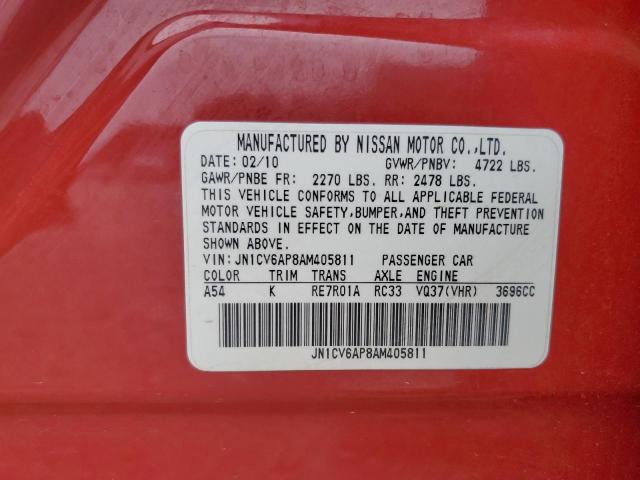 MANUFACTURED BY NISSAN MOTOR CO.,LTD.
DATE: 02/10 GVWR/PNBV: 4722 LBS.
GAWR/PNBE FR: 2270 LBS. RR: 2478 LBS.
THIS VEHICLE CONFORMS TO ALL APPLICABLE FEDERAL
MOTOR VEHICLE SAFETY,BUMPER,AND THEFT PREVENTION
STANDARDS IN EFFECT ON THE DATE OF MANUFACTURE
SHOWN ABOVE.
VIN: JN1CV6AP8AM405811 PASSENGER CAR
COLOR TRIM TRANS AXLE ENGINE
A54 K RE7R01A RC33 VQ37(VHR) 3696CC
JN1CV6AP8AM405811